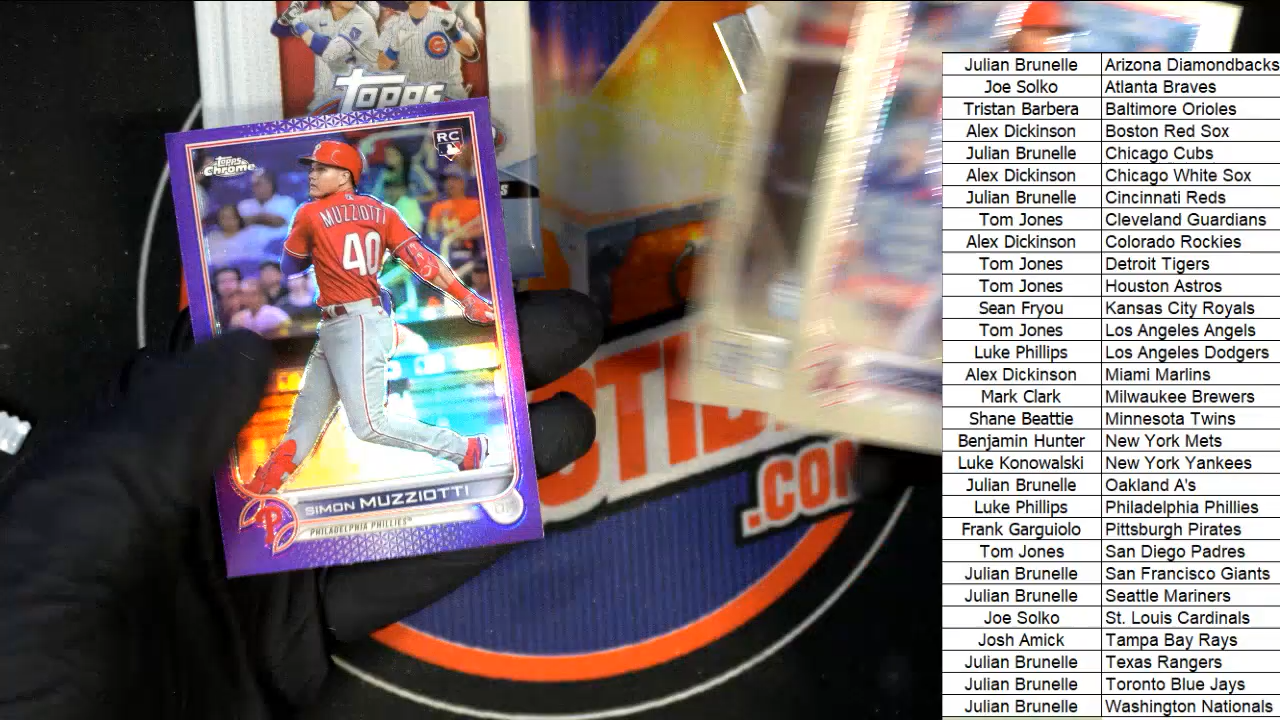 Topps
Topps
Chrome
RC
MUZZIOTTI
40
SIMON MUZZIOTTI
PHILADELPHIA PHILLIES
.COM
Julian Brunelle Arizona Diamondbacks
Joe Solko Atlanta Braves
Tristan Barbera Baltimore Orioles
Alex Dickinson Boston Red Sox
Julian Brunelle Chicago Cubs
Alex Dickinson Chicago White Sox
Julian Brunelle Cincinnati Reds
Tom Jones Cleveland Guardians
Alex Dickinson Colorado Rockies
Tom Jones Detroit Tigers
Tom Jones Houston Astros
Sean Fryou Kansas City Royals
Tom Jones Los Angeles Angels
Luke Phillips Los Angeles Dodgers
Alex Dickinson Miami Marlins
Mark Clark Milwaukee Brewers
Shane Beattie Minnesota Twins
Benjamin Hunter New York Mets
Luke Konowalski New York Yankees
Julian Brunelle Oakland A's
Luke Phillips Philadelphia Phillies
Frank Garguiolo Pittsburgh Pirates
Tom Jones San Diego Padres
Julian Brunelle San Francisco Giants
Julian Brunelle Seattle Mariners
Joe Solko St. Louis Cardinals
Josh Amick Tampa Bay Rays
Julian Brunelle Texas Rangers
Julian Brunelle Toronto Blue Jays
Julian Brunelle Washington Nationals